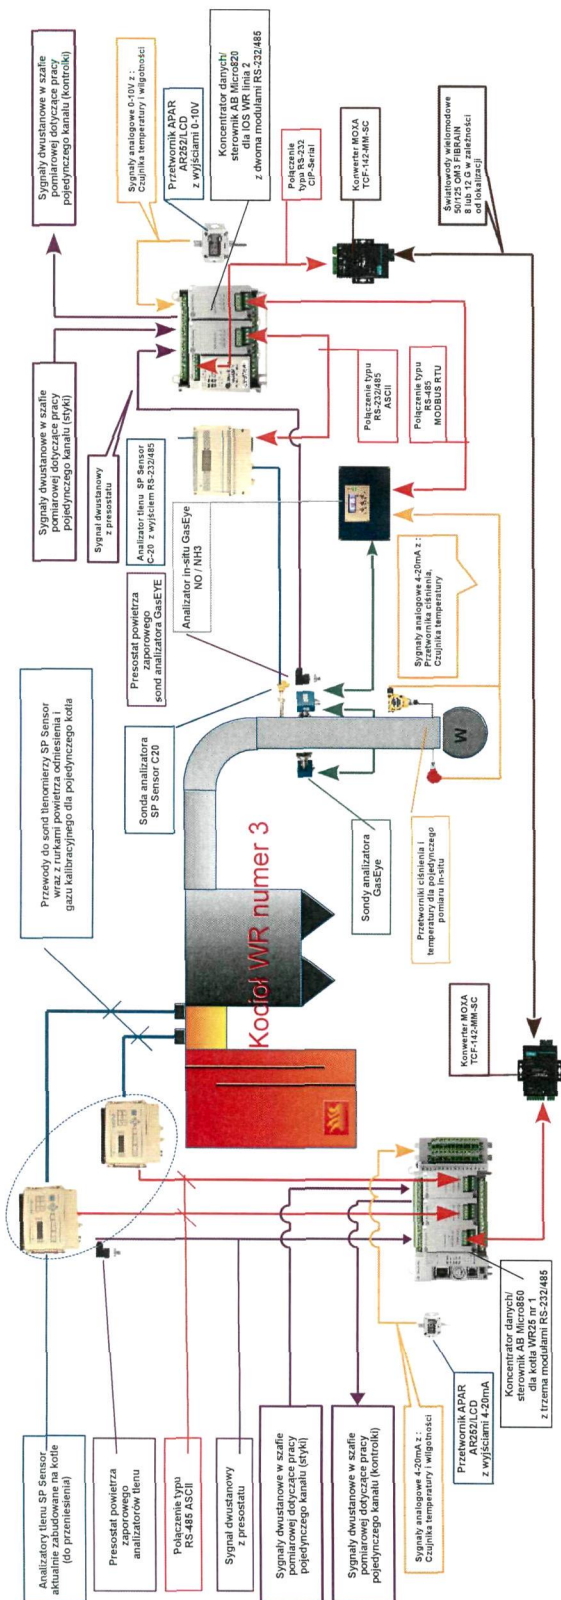 Analizatory tlenu SP Sensor
aktualnie zabudowane na kotle
(do przeniesienia)
Presostat powietrza
zaporowego
analizatorów tlenu
Połączenie typu
RS-485 ASCII
Sygnał dwustanowy
z presostatu
Sygnały dwustanowe w szafie
pomiarowej dotyczące pracy
pojedynczego kanału (styki)
Sygnały dwustanowe w szafie
pomiarowej dotyczące pracy
pojedynczego kanału (kontrolki)
Sygnały analogowe 4-20mA z :
Czujnika temperatury i wilgotności
Przetwornik APAR
AR252/LCD
z wyjściami 4-20mA
Koncentrator danych/
sterownik AB Micro850
dla kotła WR25 nr 1
z trzema modułami RS-232/485
Przewody do sond tlenomierzy SP Sensor
wraz z rurkami powietrza odniesienia i
gazu kalibracyjnego dla pojedynczego kotła
Kocioł WR numer 3
Konwerter MOXA
TCF-142-MM-SC
Sonda analizatora
SP Sensor C20
Sondy analizatora
GasEye
Przetworniki ciśnienia i
temperatury dla pojedynczego
pomiaru in-situ
W
Presostat powietrza
zaporowego
sond analizatora GasEYE
Analizator in-situ GasEye
NO / NH3
Sygnały analogowe 4-20mA z :
Przetwornika ciśnienia,
Czujnika temperatury
Analizator tlenu SP Sensor
C-20 z wyjściem RS-232/485
Sygnał dwustanowy
z presostatu
Połączenie typu
RS-232/485
ASCII
Połączenie typu
RS-485
MODBUS RTU
Sygnały dwustanowe w szafie
pomiarowej dotyczące pracy
pojedynczego kanału (styki)
Sygnały dwustanowe w szafie
pomiarowej dotyczące pracy
pojedynczego kanału (kontrolki)
Sygnały analogowe 0-10V z :
Czujnika temperatury i wilgotności
Przetwornik APAR
AR252/LCD
z wyjściami 0-10V
Koncentrator danych/
sterownik AB Micro820
dla IOS WR linia 2
z dwoma modułami RS-232/485
Połączenie
typu RS-232
CIP-Serial
Konwerter MOXA
TCF-142-MM-SC
Światłowody wielomodowe
50/125 OM3 FIBRAIN
8 lub 12 G w zależności
od lokalizacji